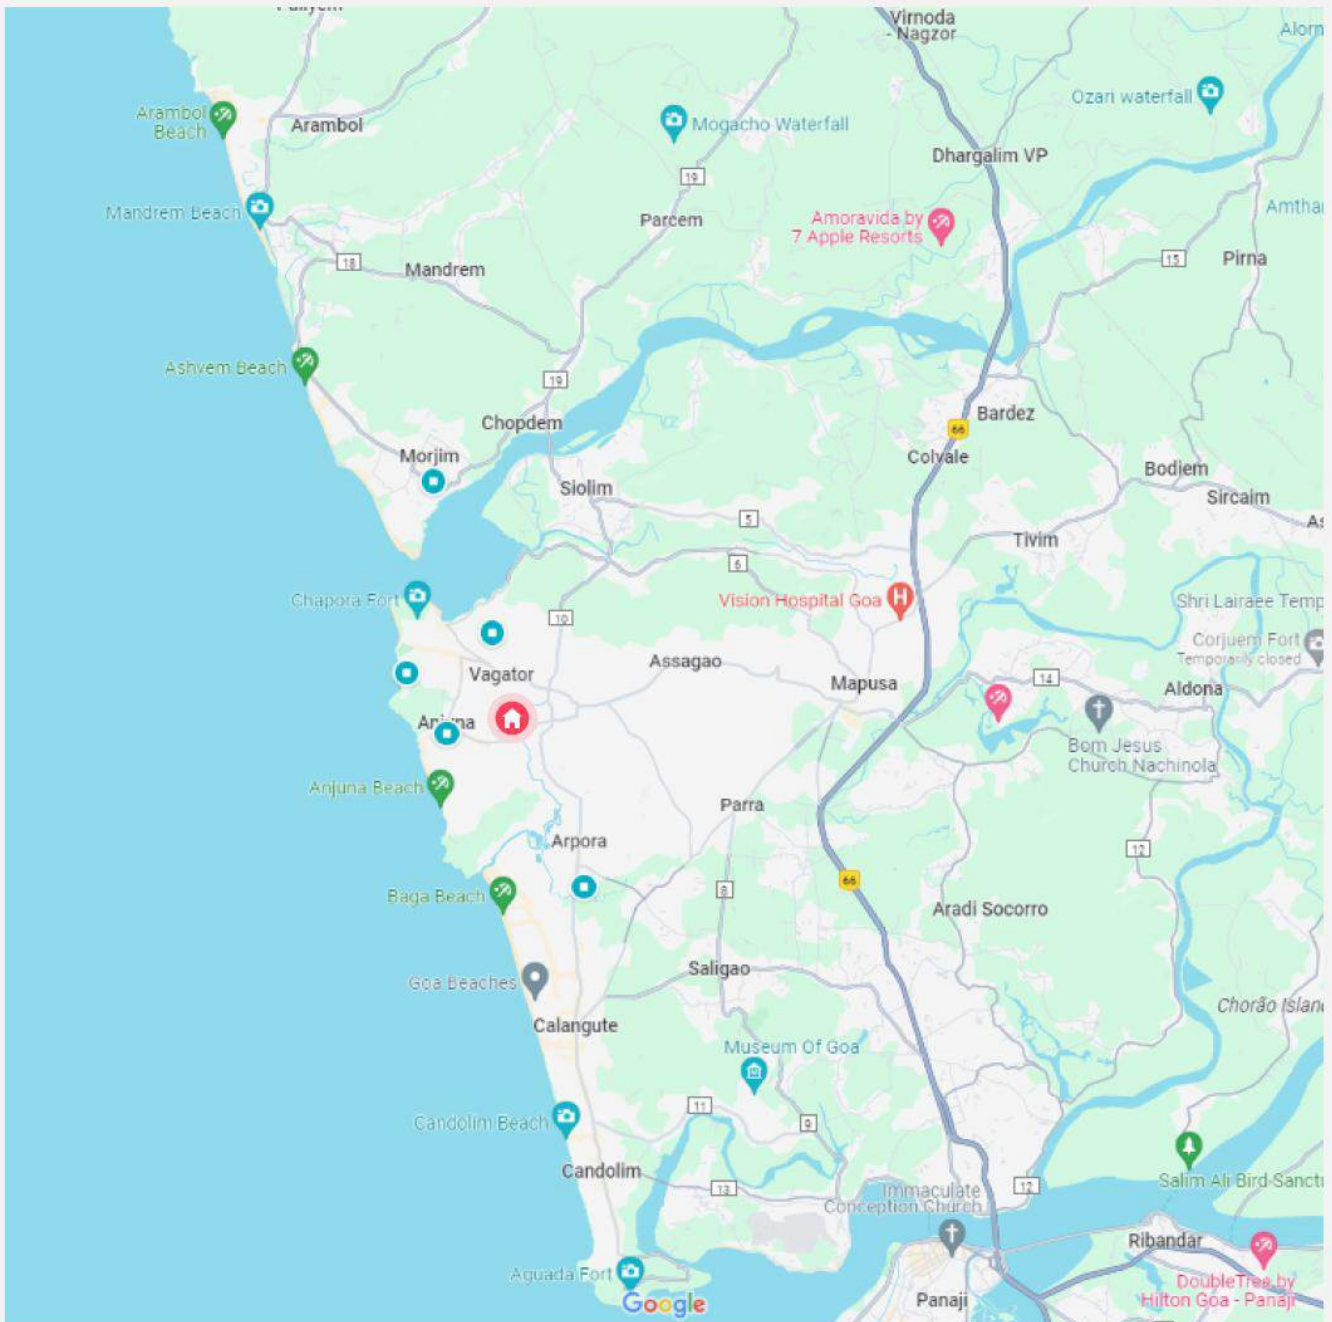 Virnoda
- Nagzor
Arambol
Beach
Arambol
Mogacho Waterfall
Ozari waterfall
Dhargalim VP
19
Mandrem Beach
Parcem
Amoravida by
7 Apple Resorts
18
Mandrem
15
Pirna
Ashvem Beach
19
Chopdem
Bardez
66
Morjim
Colvale
Siolim
Bodiem
Sircaim
5
Tivim
6
Chapora Fort
10
Vision Hospital Goa
H
Shri Lairaee Temp
Corjuem Fort
Temporarily closed
Vagator
Assagao
Mapusa
14
Aldona
Bom Jesus
Church Nachinola
Anjuna Beach
Parra
Arpora
12
8
66
Baga Beach
Aradi Socorro
Saligao
Goa Beaches
Chorão Islan
Calangute
Museum Of Goa
11
9
Candolim Beach
Candolim
13
12
Immaculate
Conception Church
Salim Ali Bird-Sanctu
Ribandar
Aguada Fort
DoubleTree by
Hilton Goa - Panaji
Google
Panaji